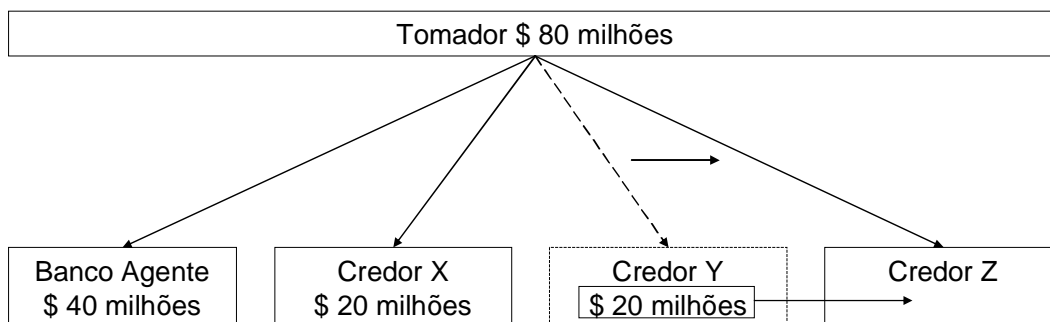 Tomador $ 80 milhões
Banco Agente
$ 40 milhões
Credor X
$ 20 milhões
Credor Y
$ 20 milhões
Credor Z